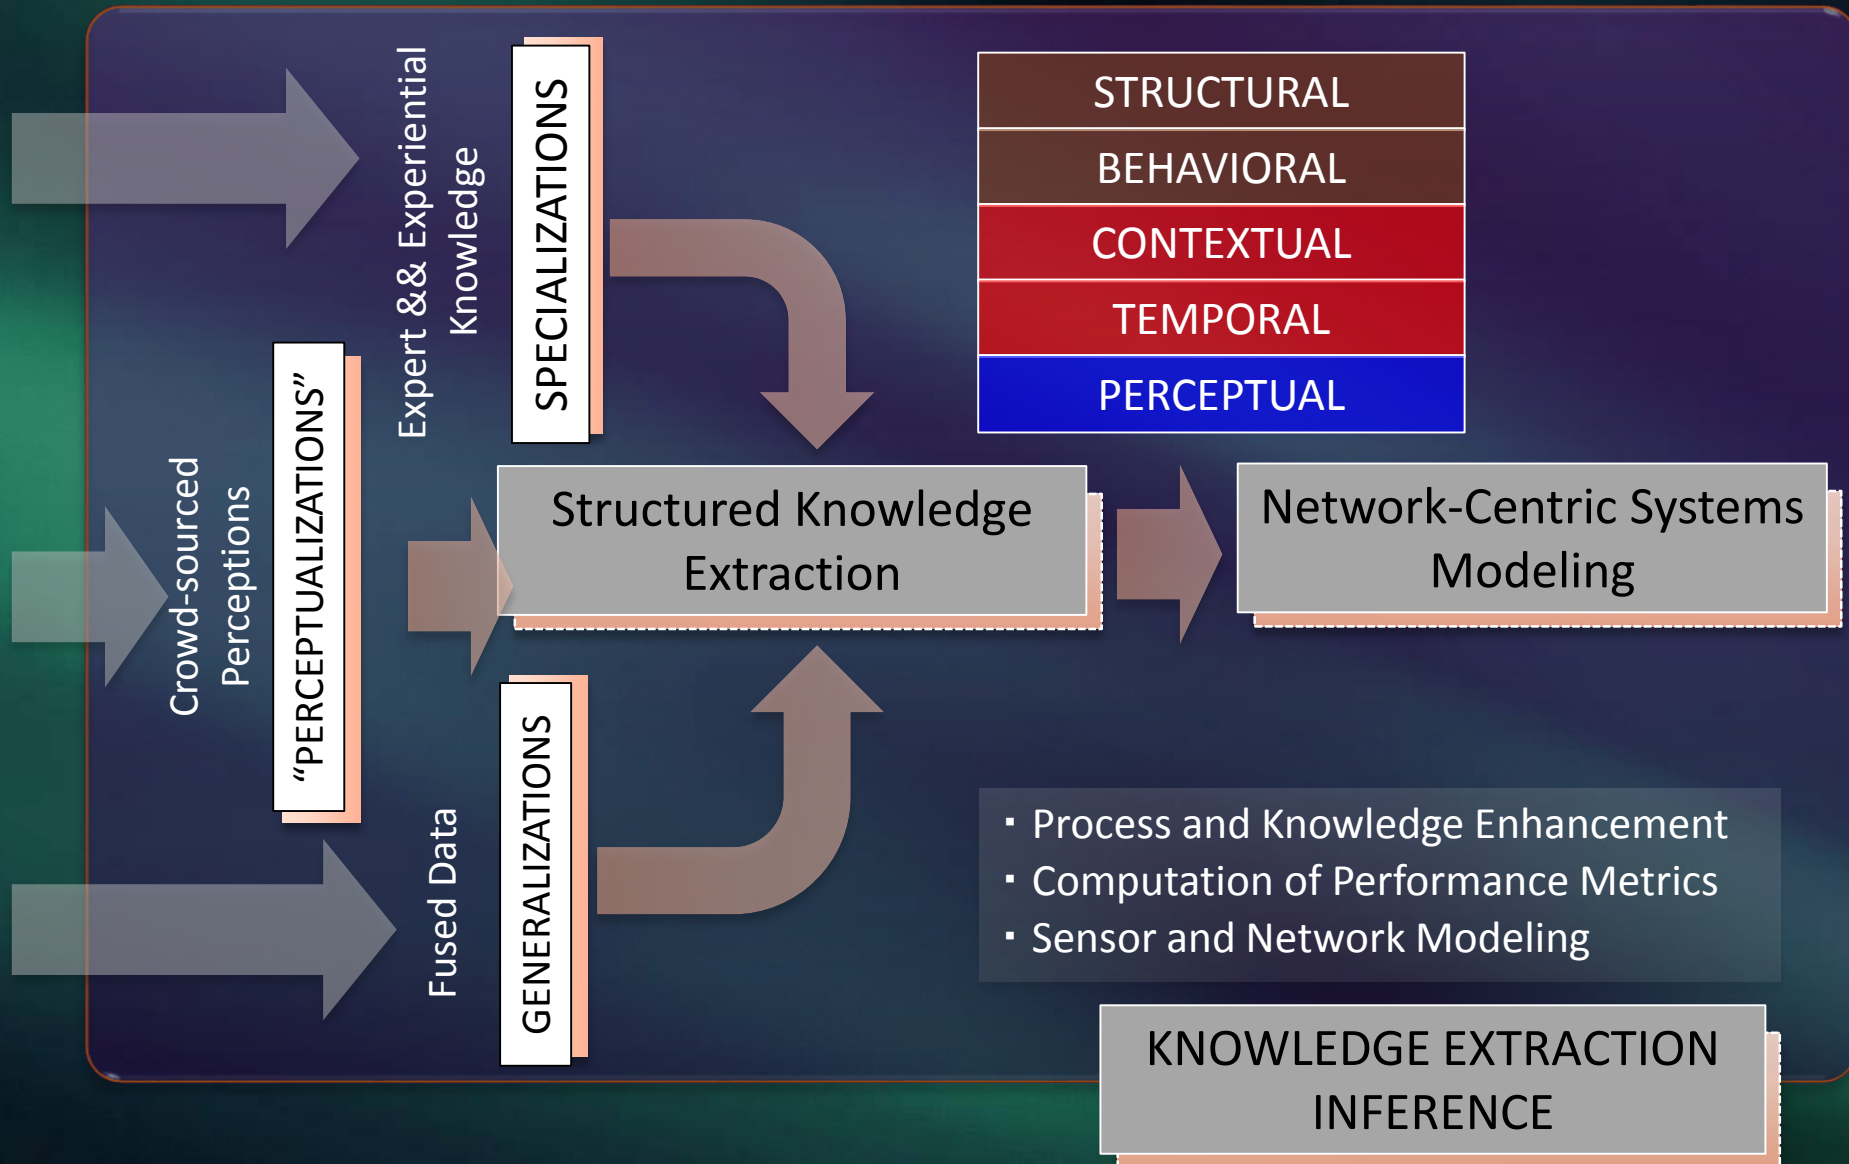 Expert && Experiential
Knowledge
SPECIALIZATIONS
STRUCTURAL
BEHAVIORAL
CONTEXTUAL
TEMPORAL
PERCEPTUAL
Crowd-sourced
Perceptions
“PERCEPTUALIZATIONS”
Structured Knowledge
Extraction
Network-Centric Systems
Modeling
Fused Data
GENERALIZATIONS
▪ Process and Knowledge Enhancement
▪ Computation of Performance Metrics
▪ Sensor and Network Modeling
KNOWLEDGE EXTRACTION
INFERENCE